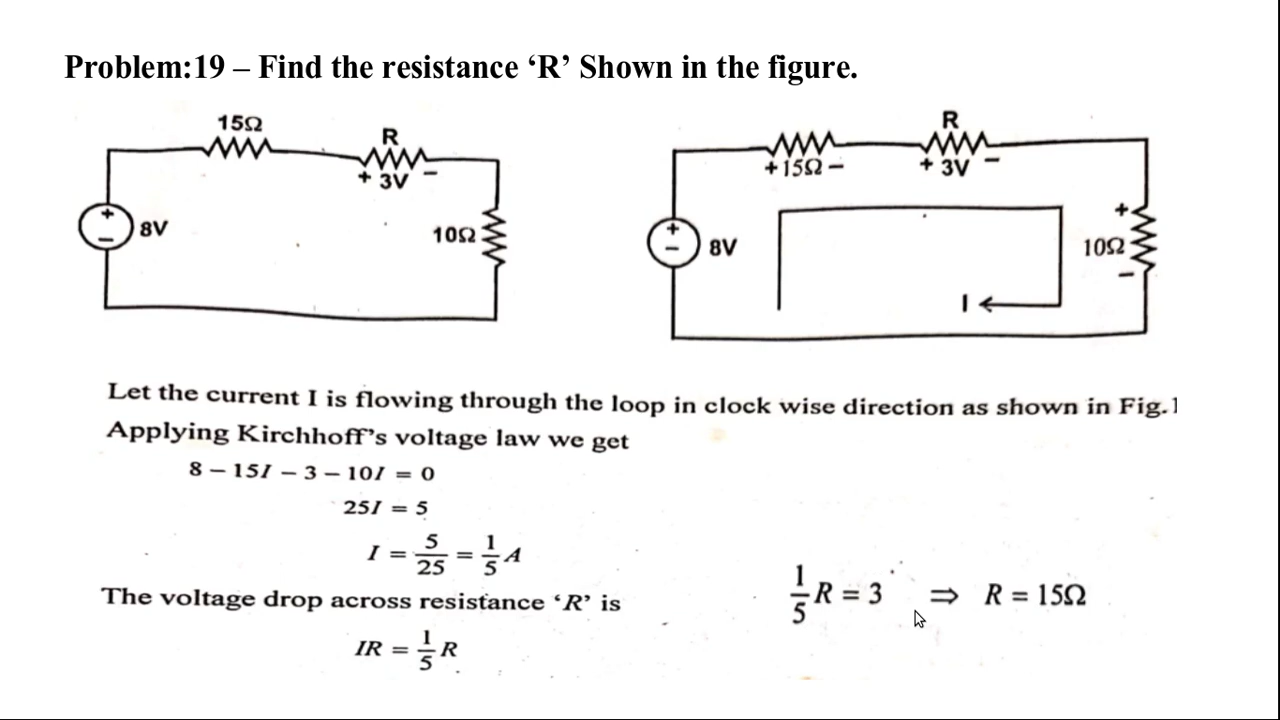 Problem:19 – Find the resistance ‘R’ Shown in the figure.
15Ω
R
+ 3V –
+
–
8V
10Ω
R
+15Ω –
+ 3V –
+
–
8V
+
10Ω
–
I
Let the current I is flowing through the loop in clock wise direction as shown in Fig.1
Applying Kirchhoff’s voltage law we get
8 – 15I – 3 – 10I = 0
25I = 5
I = 5/25 = 1/5 A
The voltage drop across resistance ‘R’ is
IR = 1/5 R
1/5 R = 3 ⇒ R = 15Ω